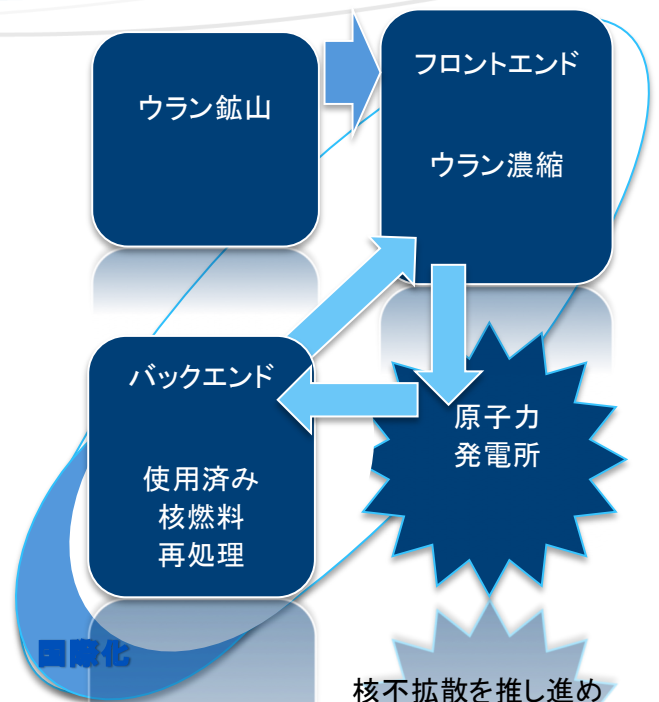 ウラン鉱山
フロントエンド
ウラン濃縮
バックエンド
使用済み
核燃料
再処理
原子力
発電所
国際化
核不拡散を推し進め